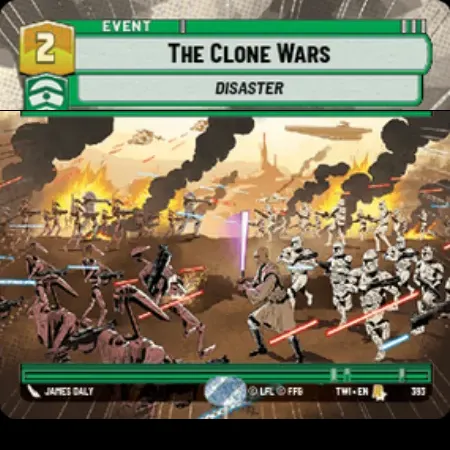 EVENT
2
THE CLONE WARS
DISASTER
JAMES DALY
© LFL © FFG
TWI • EN
393